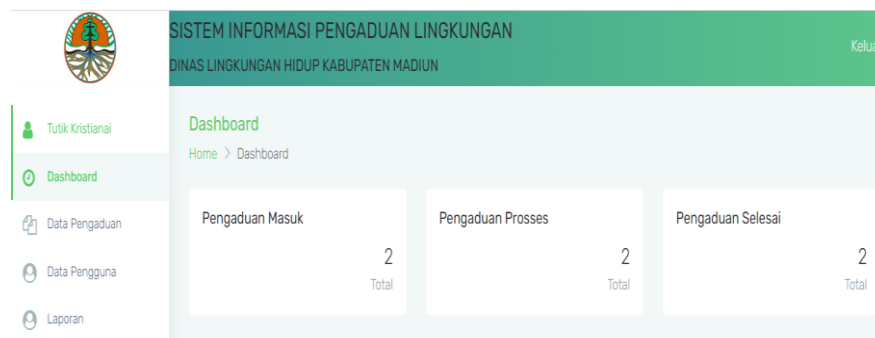 SISTEM INFORMASI PENGADUAN LINGKUNGAN
DINAS LINGKUNGAN HIDUP KABUPATEN MADIUN
Kelua
Tutik Kristianai
Dashboard
Data Pengaduan
Data Pengguna
Laporan
Dashboard
Home > Dashboard
Pengaduan Masuk
2
Total
Pengaduan Prosses
2
Total
Pengaduan Selesai
2
Total